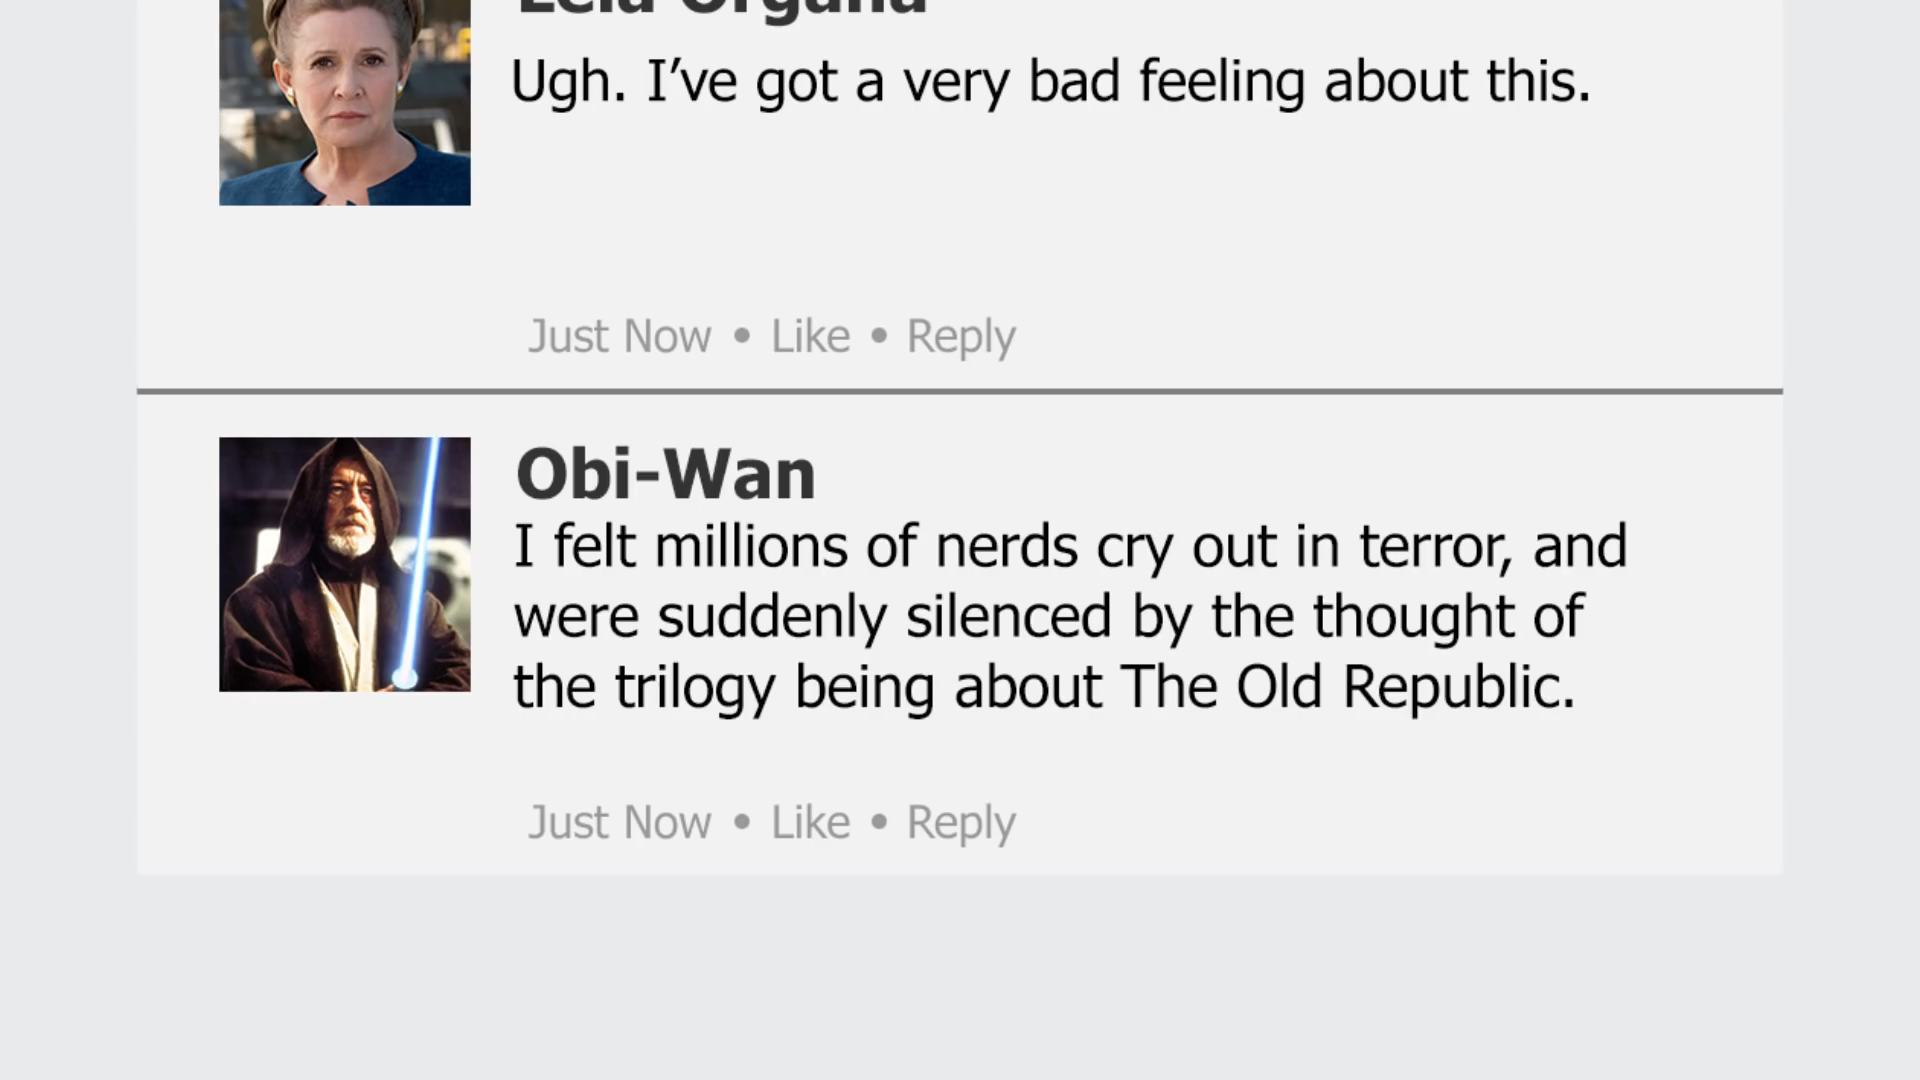 Leia Organa
Ugh. I’ve got a very bad feeling about this.
Just Now • Like • Reply
Obi-Wan
I felt millions of nerds cry out in terror, and
were suddenly silenced by the thought of
the trilogy being about The Old Republic.
Just Now • Like • Reply